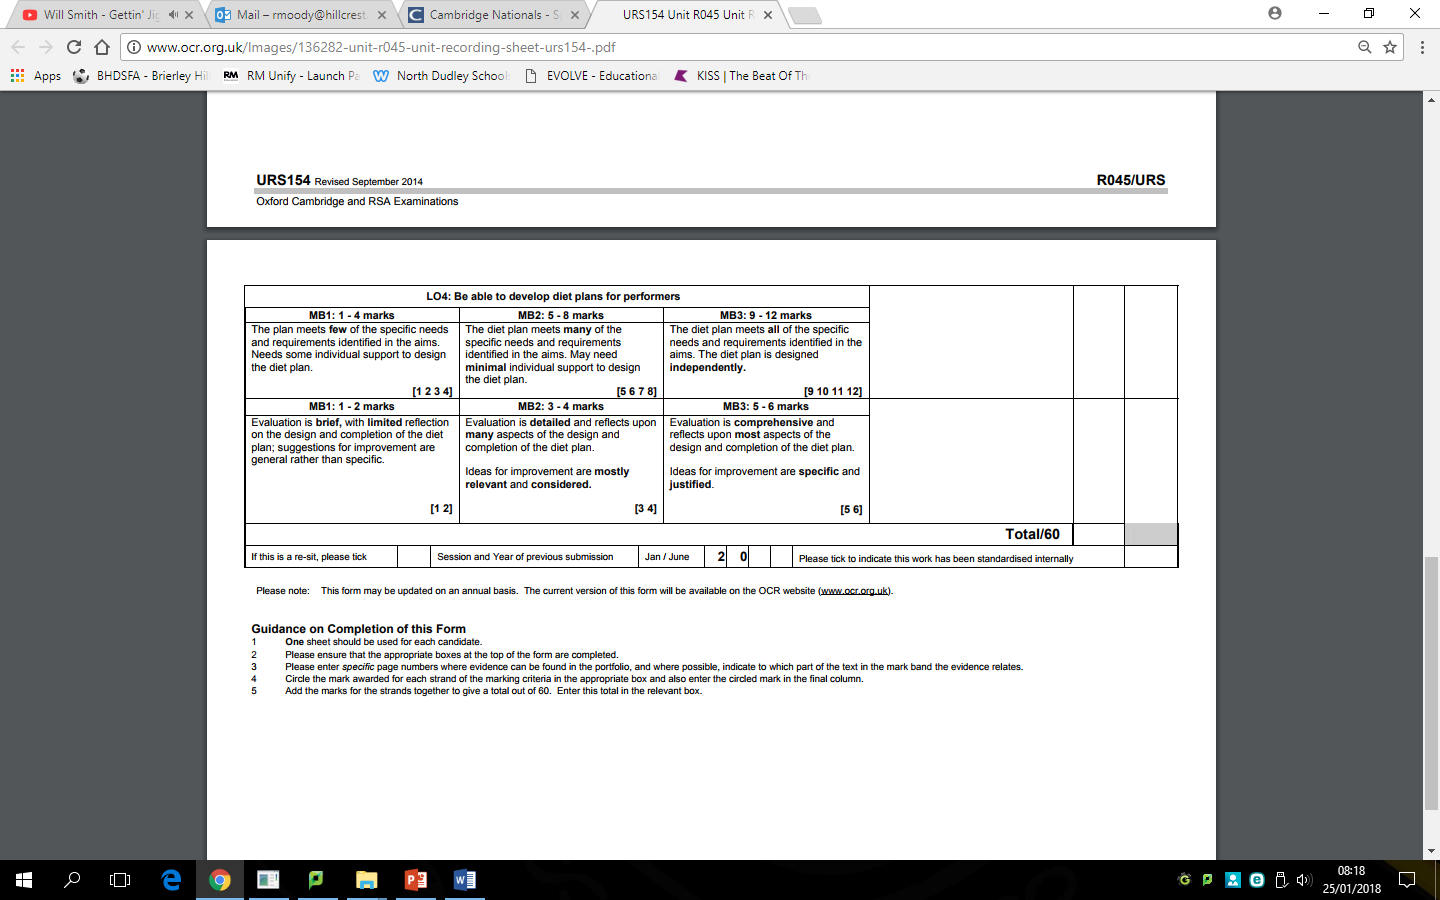 Will Smith - Gettin' Jig
Mail – rmoody@hillcrest
Cambridge Nationals - S
URS154 Unit R045 Unit R
www.ocr.org.uk/Images/136282-unit-r045-unit-recording-sheet-urs154-.pdf
Apps
BHDSFA - Brierley Hil
RM
RM Unify - Launch Pa
North Dudley School
EVOLVE - Educationa
KISS | The Beat Of Th
URS154 Revised September 2014
R045/URS
Oxford Cambridge and RSA Examinations
LO4: Be able to develop diet plans for performers
MB1: 1 - 4 marks
The plan meets few of the specific needs
and requirements identified in the aims.
Needs some individual support to design
the diet plan.
[1 2 3 4]
MB2: 5 - 8 marks
The diet plan meets many of the
specific needs and requirements
identified in the aims. May need
minimal individual support to design
the diet plan.
[5 6 7 8]
MB3: 9 - 12 marks
The diet plan meets all of the specific
needs and requirements identified in the
aims. The diet plan is designed
independently.
[9 10 11 12]
MB1: 1 - 2 marks
Evaluation is brief, with limited reflection
on the design and completion of the diet
plan; suggestions for improvement are
general rather than specific.
[1 2]
MB2: 3 - 4 marks
Evaluation is detailed and reflects upon
many aspects of the design and
completion of the diet plan.
Ideas for improvement are mostly
relevant and considered.
[3 4]
MB3: 5 - 6 marks
Evaluation is comprehensive and
reflects upon most aspects of the
design and completion of the diet plan.
Ideas for improvement are specific and
justified.
[5 6]
Total/60
If this is a re-sit, please tick
Session and Year of previous submission
Jan / June
2 0
Please tick to indicate this work has been standardised internally
Please note: This form may be updated on an annual basis. The current version of this form will be available on the OCR website (www.ocr.org.uk).
Guidance on Completion of this Form
1 One sheet should be used for each candidate.
2 Please ensure that the appropriate boxes at the top of the form are completed.
3 Please enter specific page numbers where evidence can be found in the portfolio, and where possible, indicate to which part of the text in the mark band the evidence relates.
4 Circle the mark awarded for each strand of the marking criteria in the appropriate box and also enter the circled mark in the final column.
5 Add the marks for the strands together to give a total out of 60. Enter this total in the relevant box.
08:18
25/01/2018